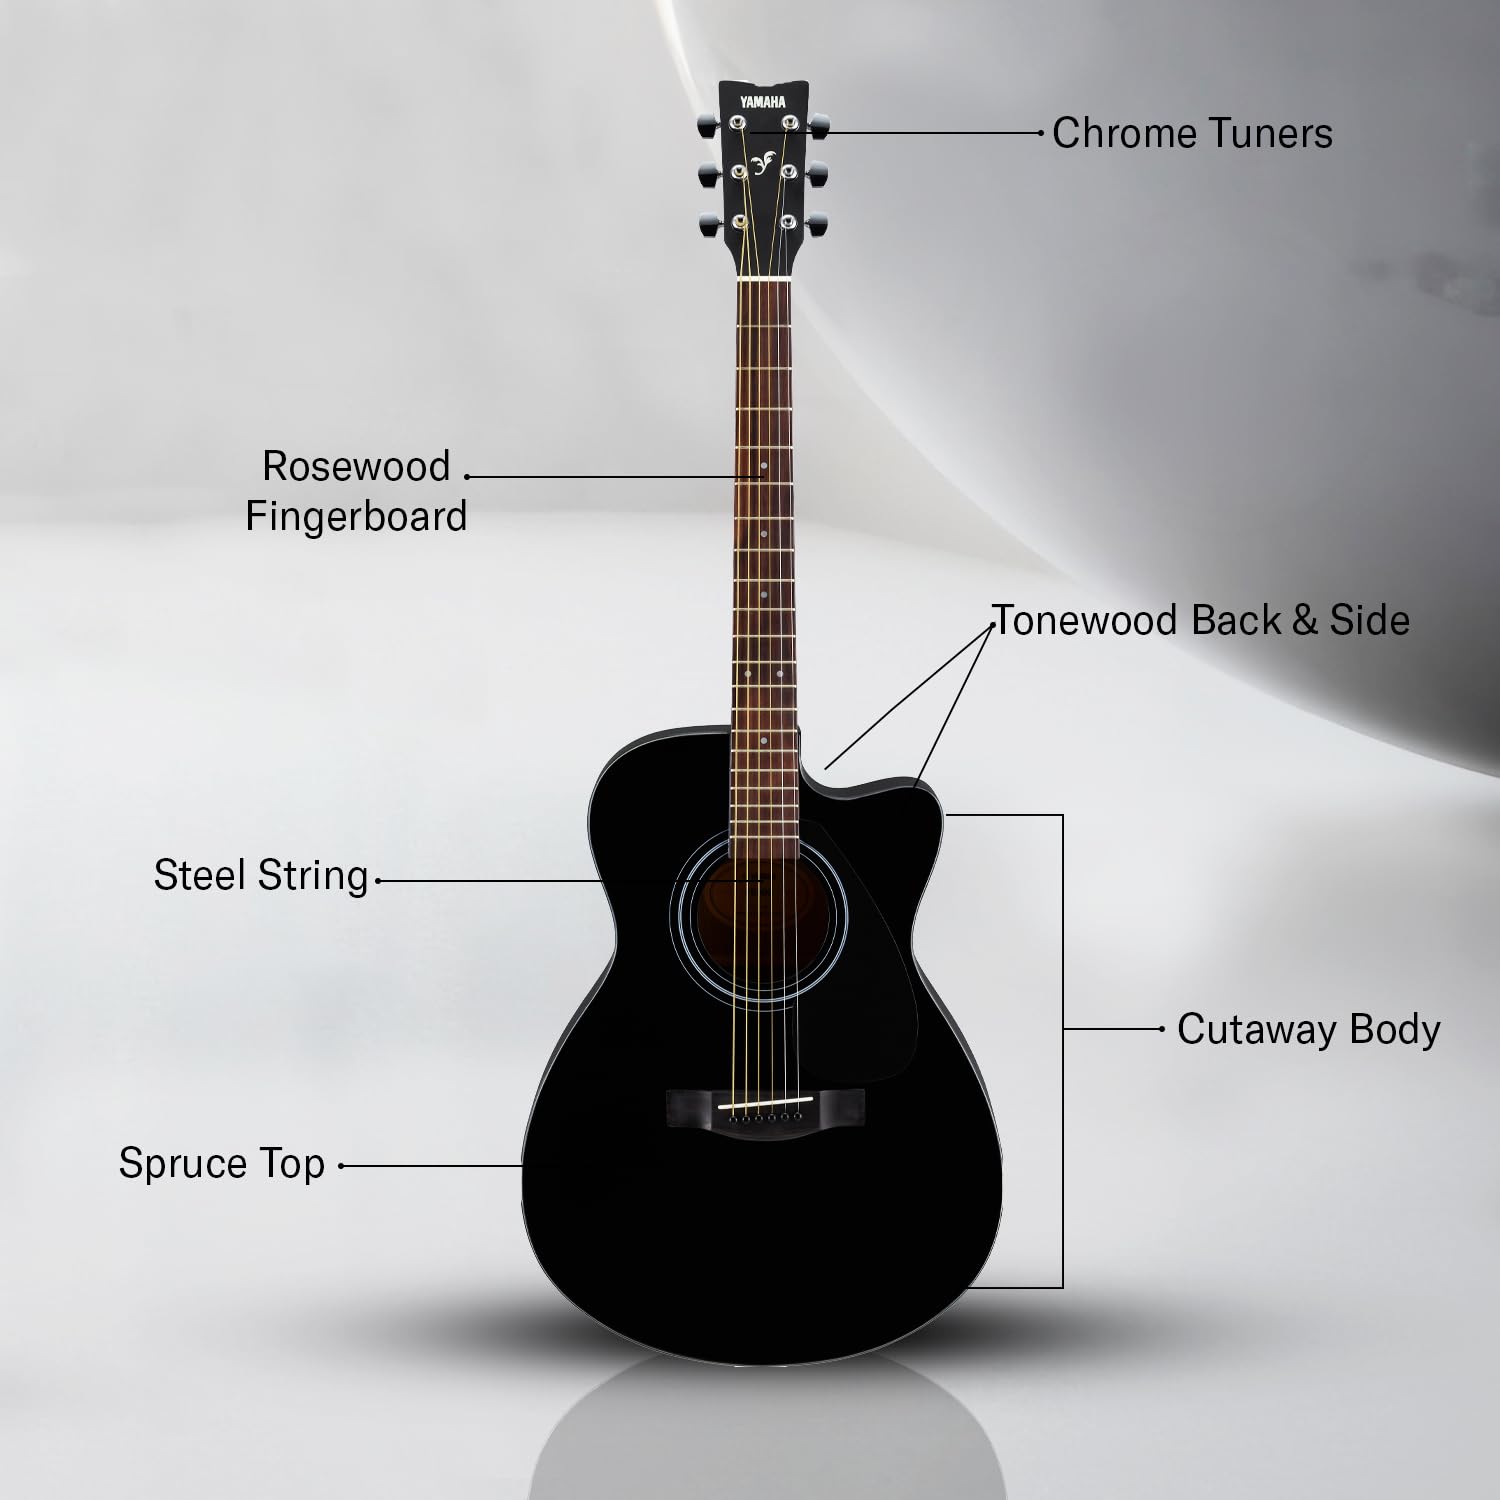 YAMAHA
Chrome Tuners
Rosewood
Fingerboard
Tonewood Back & Side
Steel String
Cutaway Body
Spruce Top